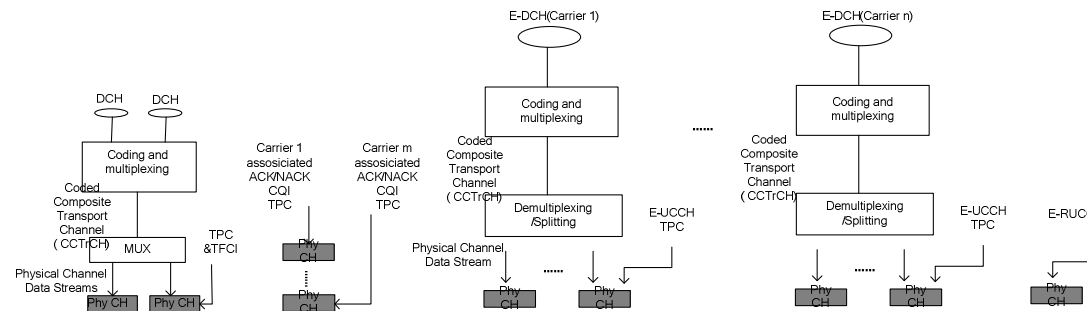 E-DCH(Carrier 1)
E-DCH(Carrier n)
DCH
DCH
Coding and
multiplexing
Coded
Composite
Transport
Channel
( CCTrCH)
MUX
TPC
&TFCI
Physical Channel
Data Streams
Phy CH
Phy CH
Carrier 1
assosiciated
ACK/NACK
CQI
TPC
Phy
CH
......
Phy
CH
Carrier m
assosiciated
ACK/NACK
CQI
TPC
Coding and
multiplexing
Coded
Composite
Transport
Channel
( CCTrCH)
Demultiplexing
/Splitting
E-UCCH
TPC
Physical Channel
Data Stream
......
Phy
CH
Phy
CH
......
Coding and
multiplexing
Coded
Composite
Transport
Channel
( CCTrCH)
Demultiplexing
/Splitting
E-UCCH
TPC
......
Phy
CH
Phy
CH
E-RUCC
Phy
CH